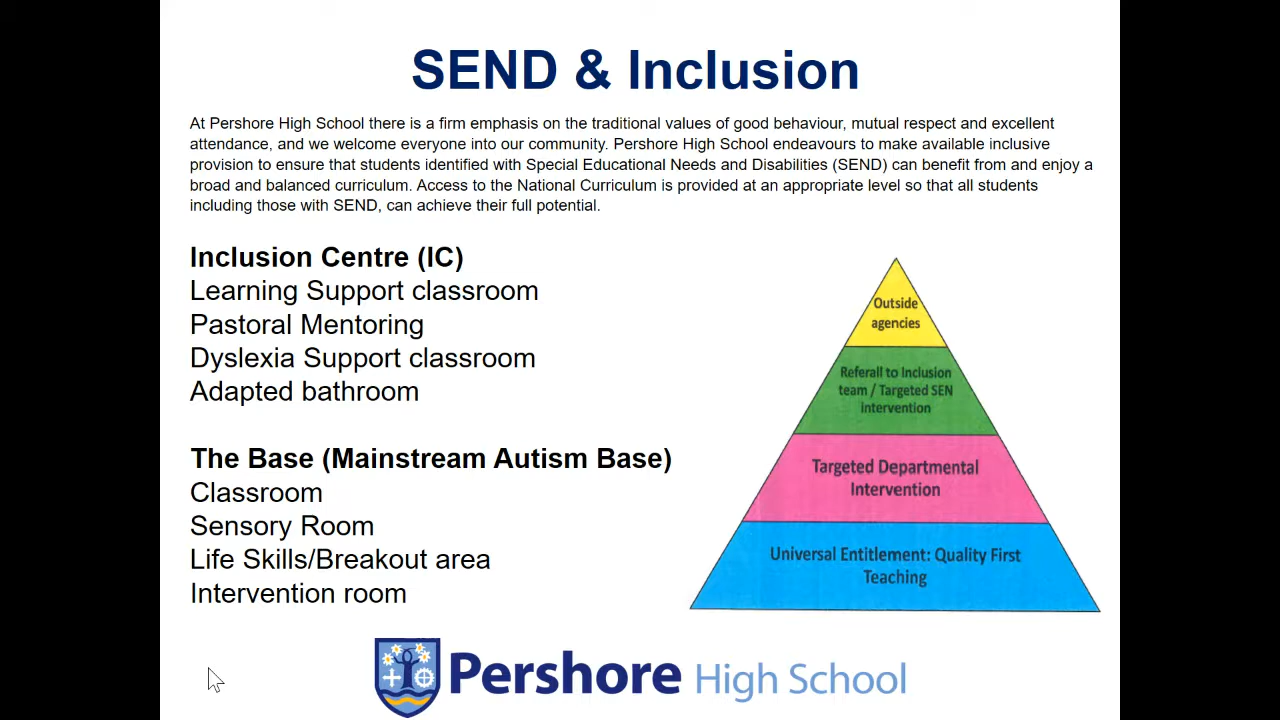 SEND & Inclusion
At Pershore High School there is a firm emphasis on the traditional values of good behaviour, mutual respect and excellent
attendance, and we welcome everyone into our community. Pershore High School endeavours to make available inclusive
provision to ensure that students identified with Special Educational Needs and Disabilities (SEND) can benefit from and enjoy a
broad and balanced curriculum. Access to the National Curriculum is provided at an appropriate level so that all students
including those with SEND, can achieve their full potential.
Inclusion Centre (IC)
Learning Support classroom
Pastoral Mentoring
Dyslexia Support classroom
Adapted bathroom
The Base (Mainstream Autism Base)
Classroom
Sensory Room
Life Skills/Breakout area
Intervention room
Outside
agencies
Referall to Inclusion
team / Targeted SEN
intervention
Targeted Departmental
Intervention
Universal Entitlement: Quality First
Teaching
Pershore High School